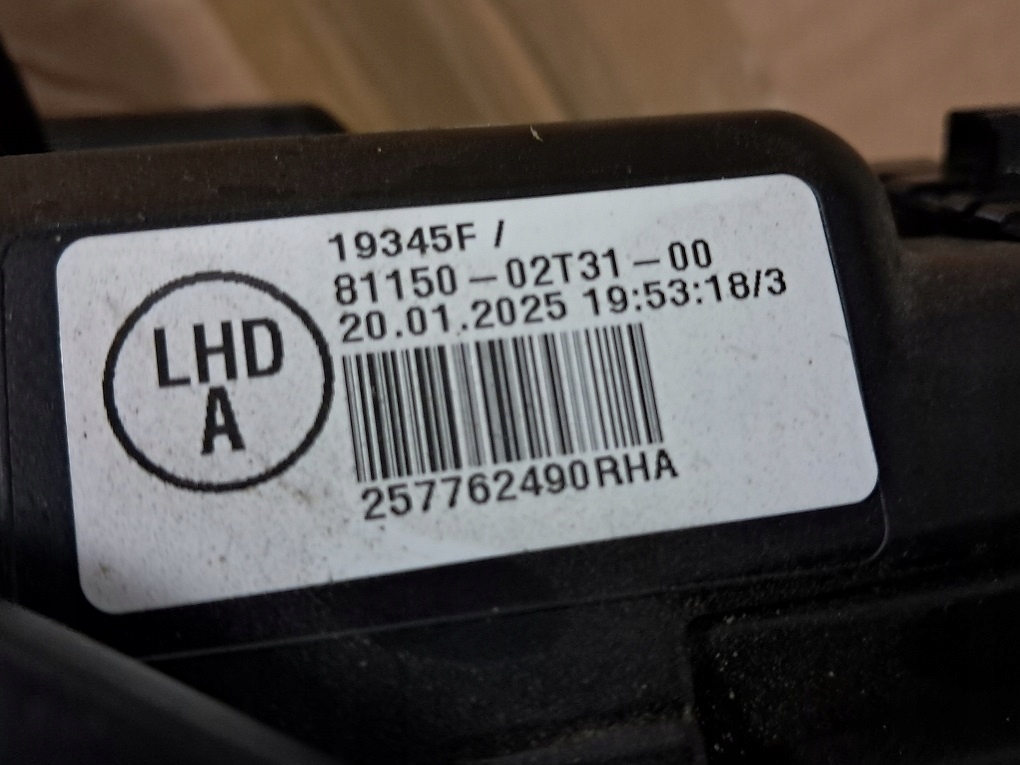 LHD
A
19345F /
81150-02T31-00
20.01.2025 19:53:18/3
257762490RHA